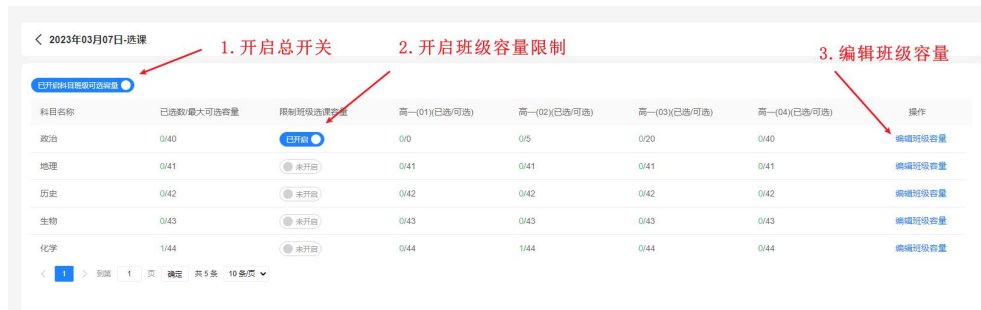 2023年03月07日-选课
1.开启总开关
2.开启班级容量限制
3.编辑班级容量
已开启科目班级可选容量
科目名称 已选数/最大可选容量 限制班级选课容量 高一(01)(已选/可选) 高一(02)(已选/可选) 高一(03)(已选/可选) 高一(04)(已选/可选) 操作
政治 0/40 已开启 0/0 0/5 0/20 0/40 编辑班级容量
地理 0/41 未开启 0/41 0/41 0/41 0/41 编辑班级容量
历史 0/42 未开启 0/42 0/42 0/42 0/42 编辑班级容量
生物 0/43 未开启 0/43 0/43 0/43 0/43 编辑班级容量
化学 1/44 未开启 0/44 1/44 0/44 0/44 编辑班级容量
1 到第 1 页 确定 共 5 条 10 条/页